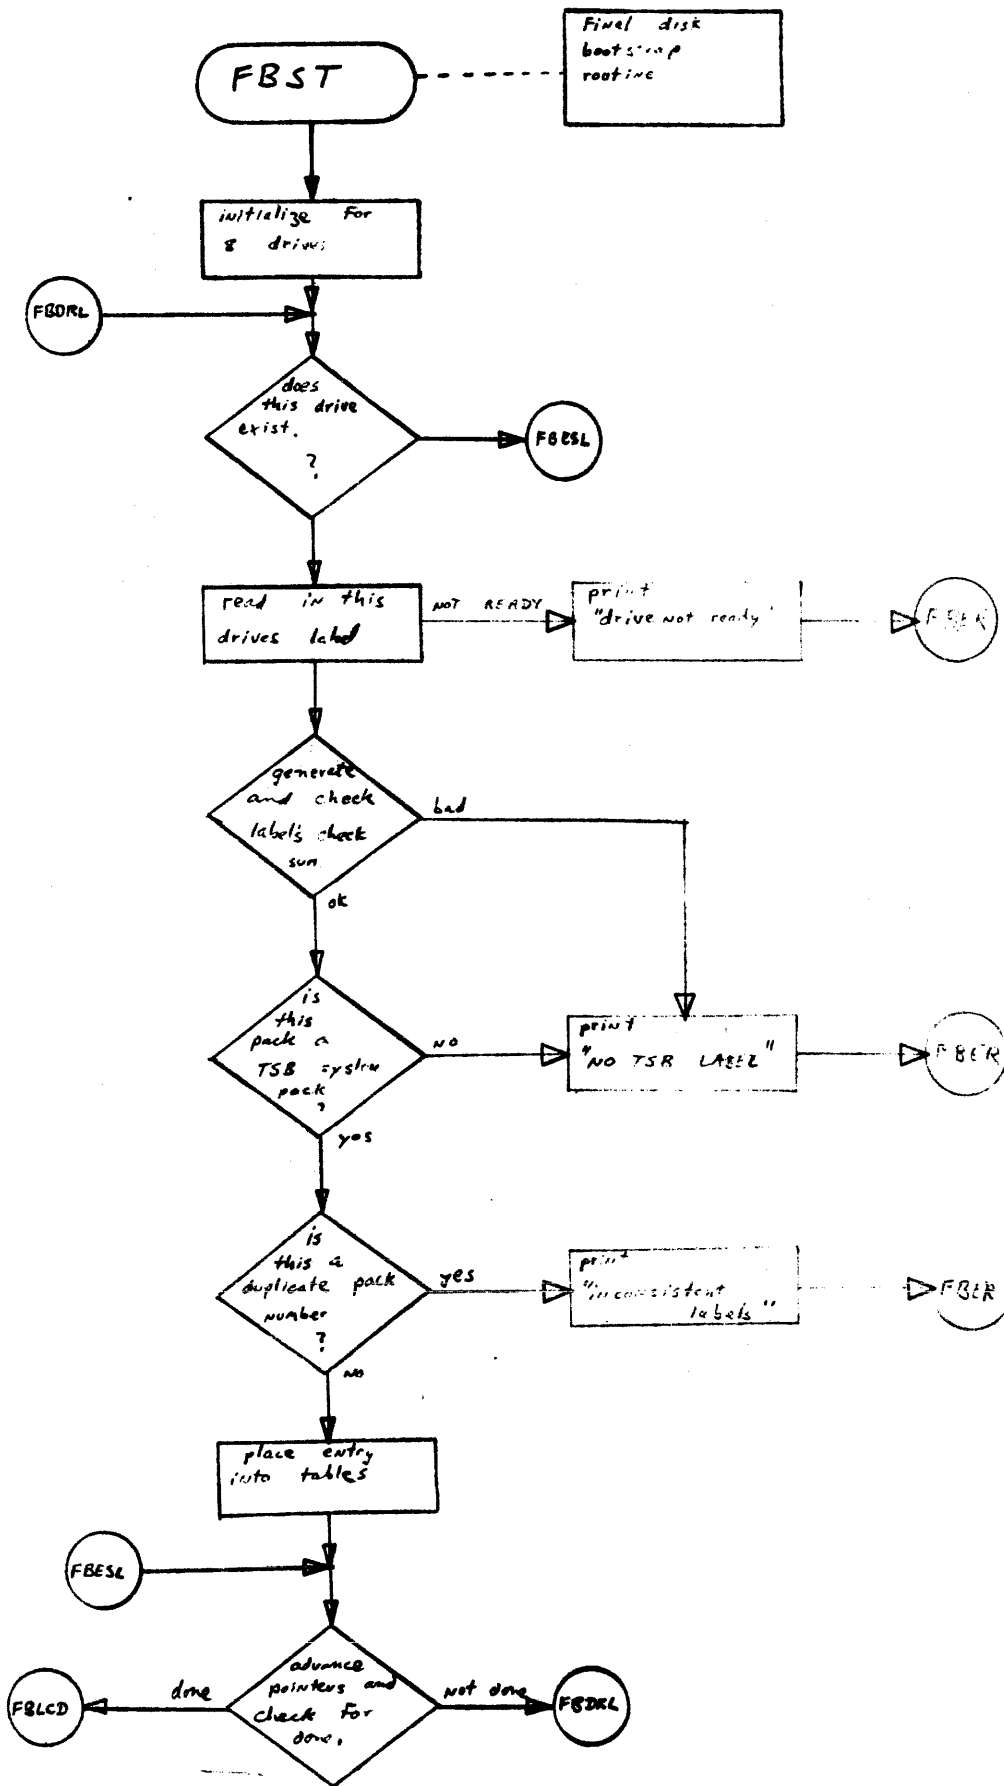 FBST
Final disk
bootstrap
routine
initialize For
8 drives
FBDRL
does
this drive
exist.
?
FBESL
read in this
drives label
NOT READY
print
"drive not ready"
FBER
generate
and check
label's check
sum
bad
ok
is
this
pack a
TSB system
pack
?
NO
print
"NO TSB LABEL"
FBER
yes
is
this a
duplicate pack
number
?
yes
print
"inconsistent
labels"
FBER
NO
place entry
into tables
FBESL
advance
pointers and
check For
done.
done
FBLCD
Not done
FBDRL